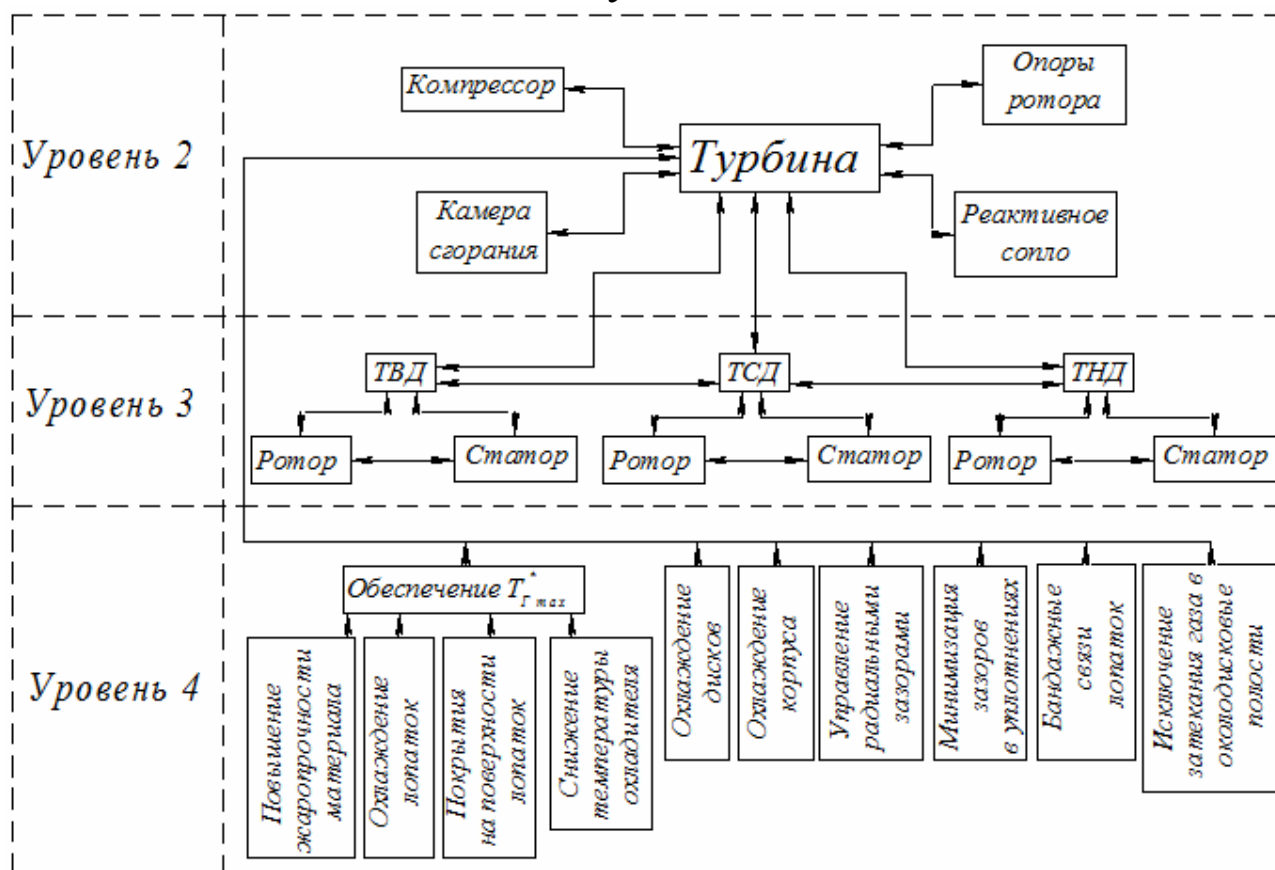 Уровень 2
Компрессор
Опоры
ротора
Турбина
Камера
сгорания
Реактивное
сопло
Уровень 3
ТВД
ТСД
ТНД
Ротор
Статор
Ротор
Статор
Ротор
Статор
Уровень 4
Обеспечение T*Г max
Повышение
жаропрочности
материала
Охлаждение
лопаток
Покрытия
на поверхности
лопаток
Снижение
температуры
охладителя
Охлаждение
дисков
Охлаждение
корпуса
Управление
радиальными
зазорами
Минимизация
зазоров
в уплотнениях
Бандажные
связи
лопаток
Исключение
затекания газа в
околодисковые
полости